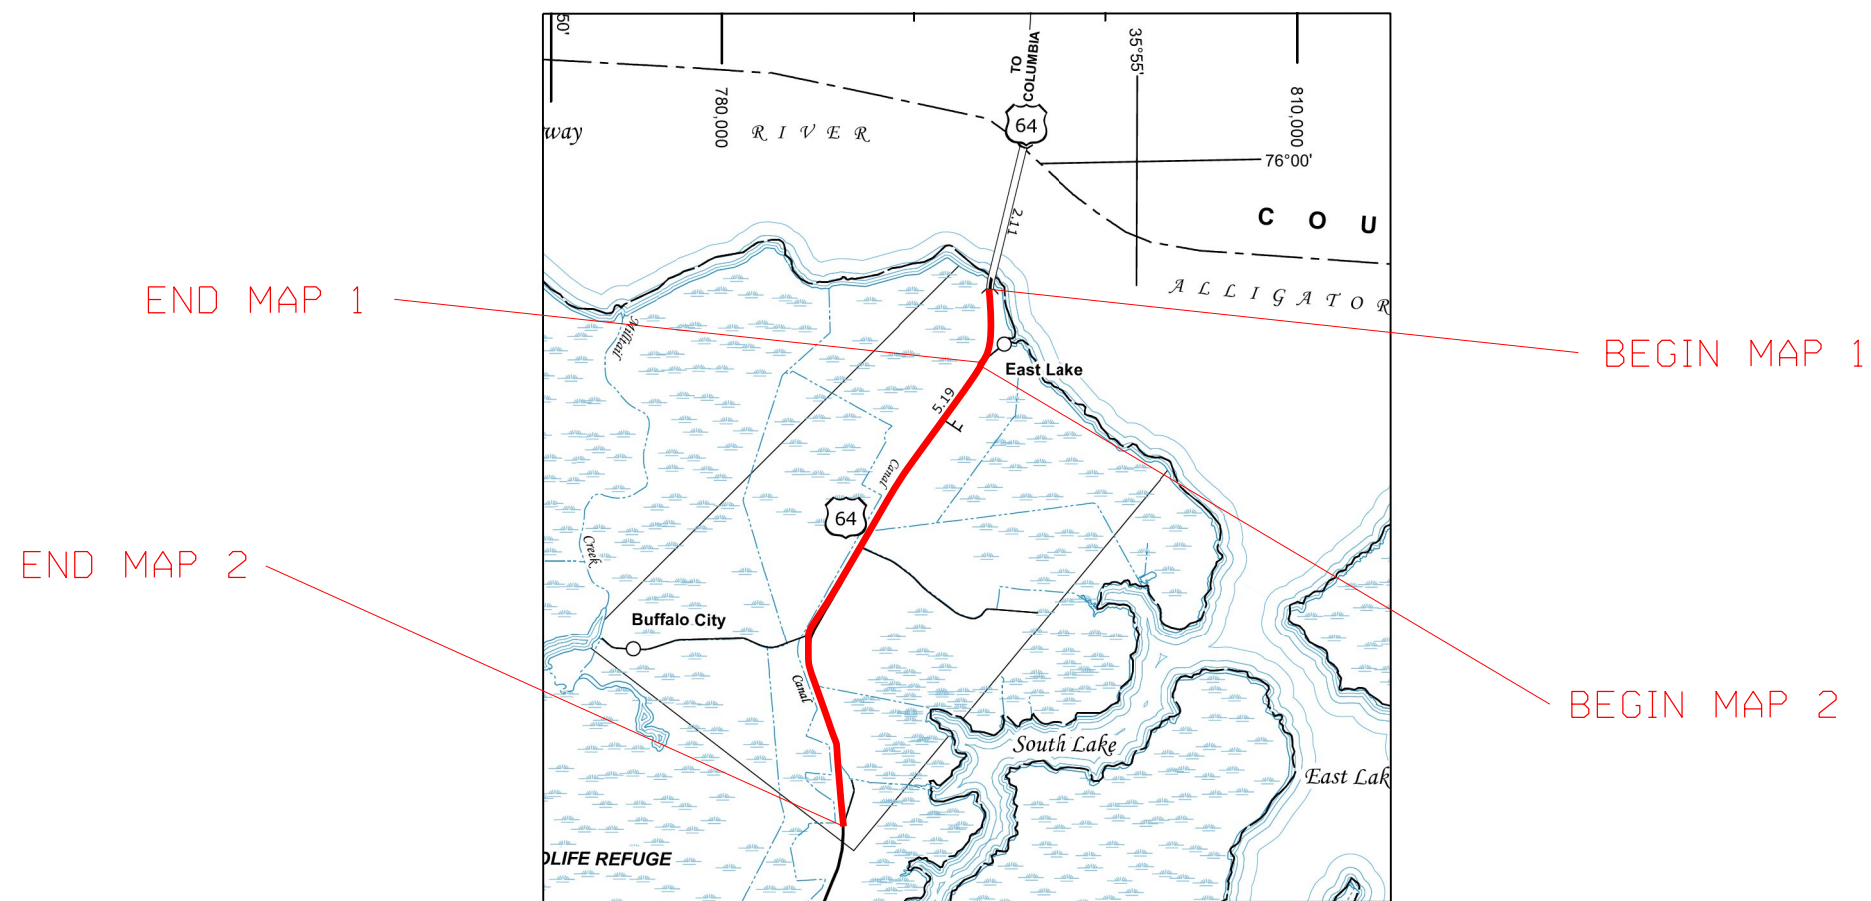 50'
TO
COLUMBIA
35°55'
780,000
810,000
way
RIVER
64
76°00'
2.11
COU
ALLIGATOR
END MAP 1
BEGIN MAP 1
Milltail
East Lake
5.19
F
Canal
64
Creek
END MAP 2
Buffalo City
Canal
BEGIN MAP 2
South Lake
East Lak
DLIFE REFUGE